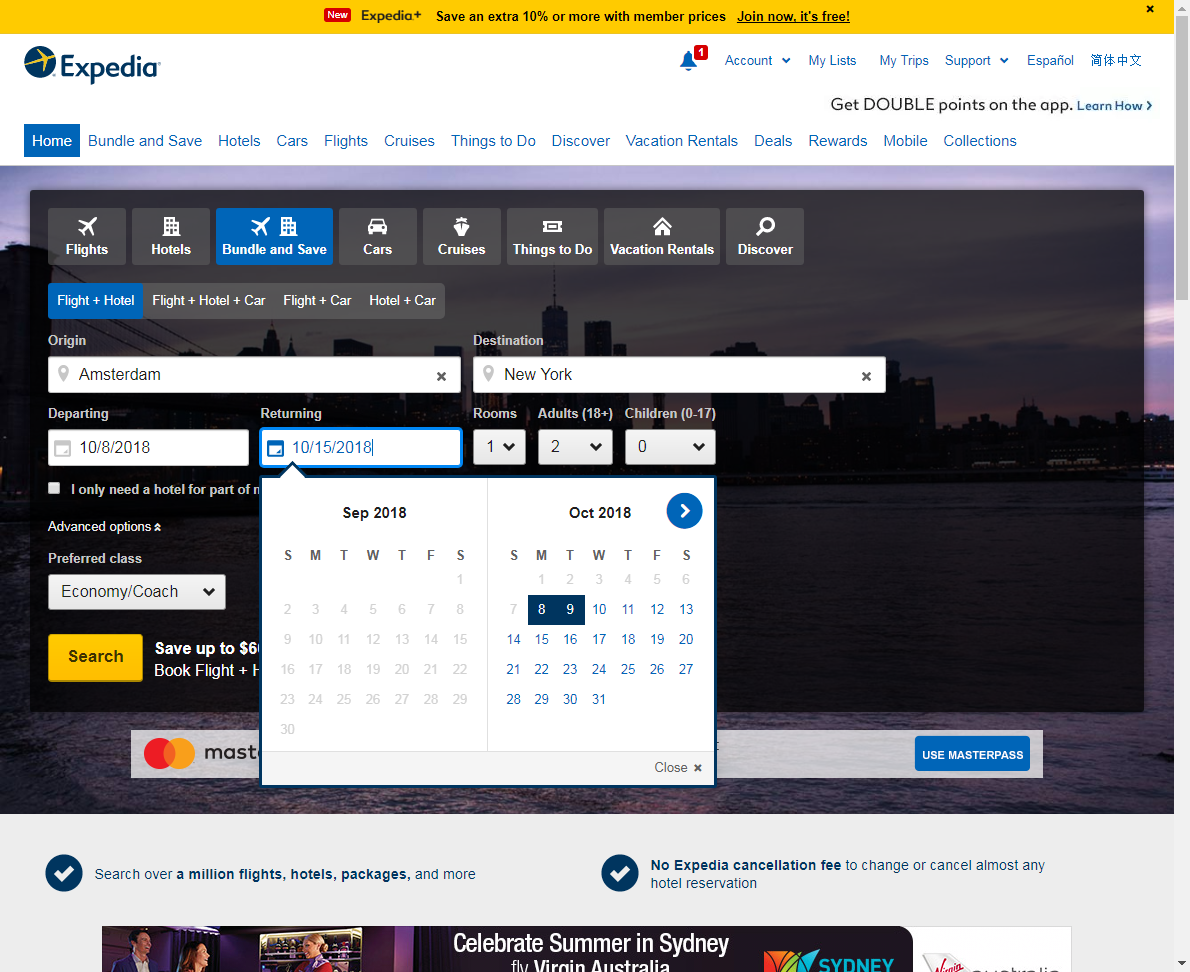 New Expedia+ Save an extra 10% or more with member prices Join now, it's free!
Expedia
1
Account My Lists My Trips Support Español 简体中文
Get DOUBLE points on the app. Learn How
Home Bundle and Save Hotels Cars Flights Cruises Things to Do Discover Vacation Rentals Deals Rewards Mobile Collections
Flights Hotels Bundle and Save Cars Cruises Things to Do Vacation Rentals Discover
Flight + Hotel Flight + Hotel + Car Flight + Car Hotel + Car
Origin Destination
Amsterdam New York
Departing Returning Rooms Adults (18+) Children (0-17)
10/8/2018 10/15/2018 1 2 0
I only need a hotel for part of
Advanced options
Preferred class
Economy/Coach
Search
Save up to
Book Flight +
Sep 2018
S M T W T F S
1
2 3 4 5 6 7 8
9 10 11 12 13 14 15
16 17 18 19 20 21 22
23 24 25 26 27 28 29
30
Oct 2018
S M T W T F S
1 2 3 4 5 6
7 8 9 10 11 12 13
14 15 16 17 18 19 20
21 22 23 24 25 26 27
28 29 30 31
Close
USE MASTERPASS
Search over a million flights, hotels, packages, and more
No Expedia cancellation fee to change or cancel almost any
hotel reservation
Celebrate Summer in Sydney
fly Virgin Australia
SYDNEY
Virgin australia